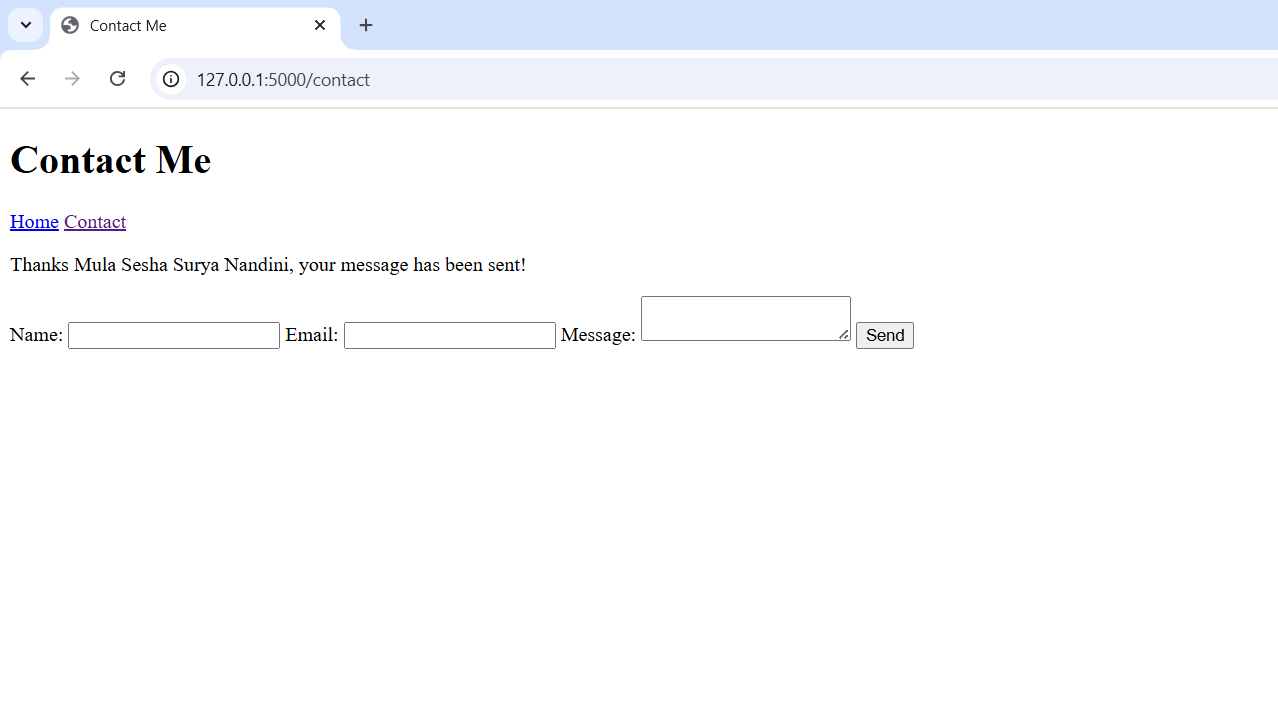 Contact Me
127.0.0.1:5000/contact
Contact Me
Home Contact
Thanks Mula Sesha Surya Nandini, your message has been sent!
Name: Email: Message: Send